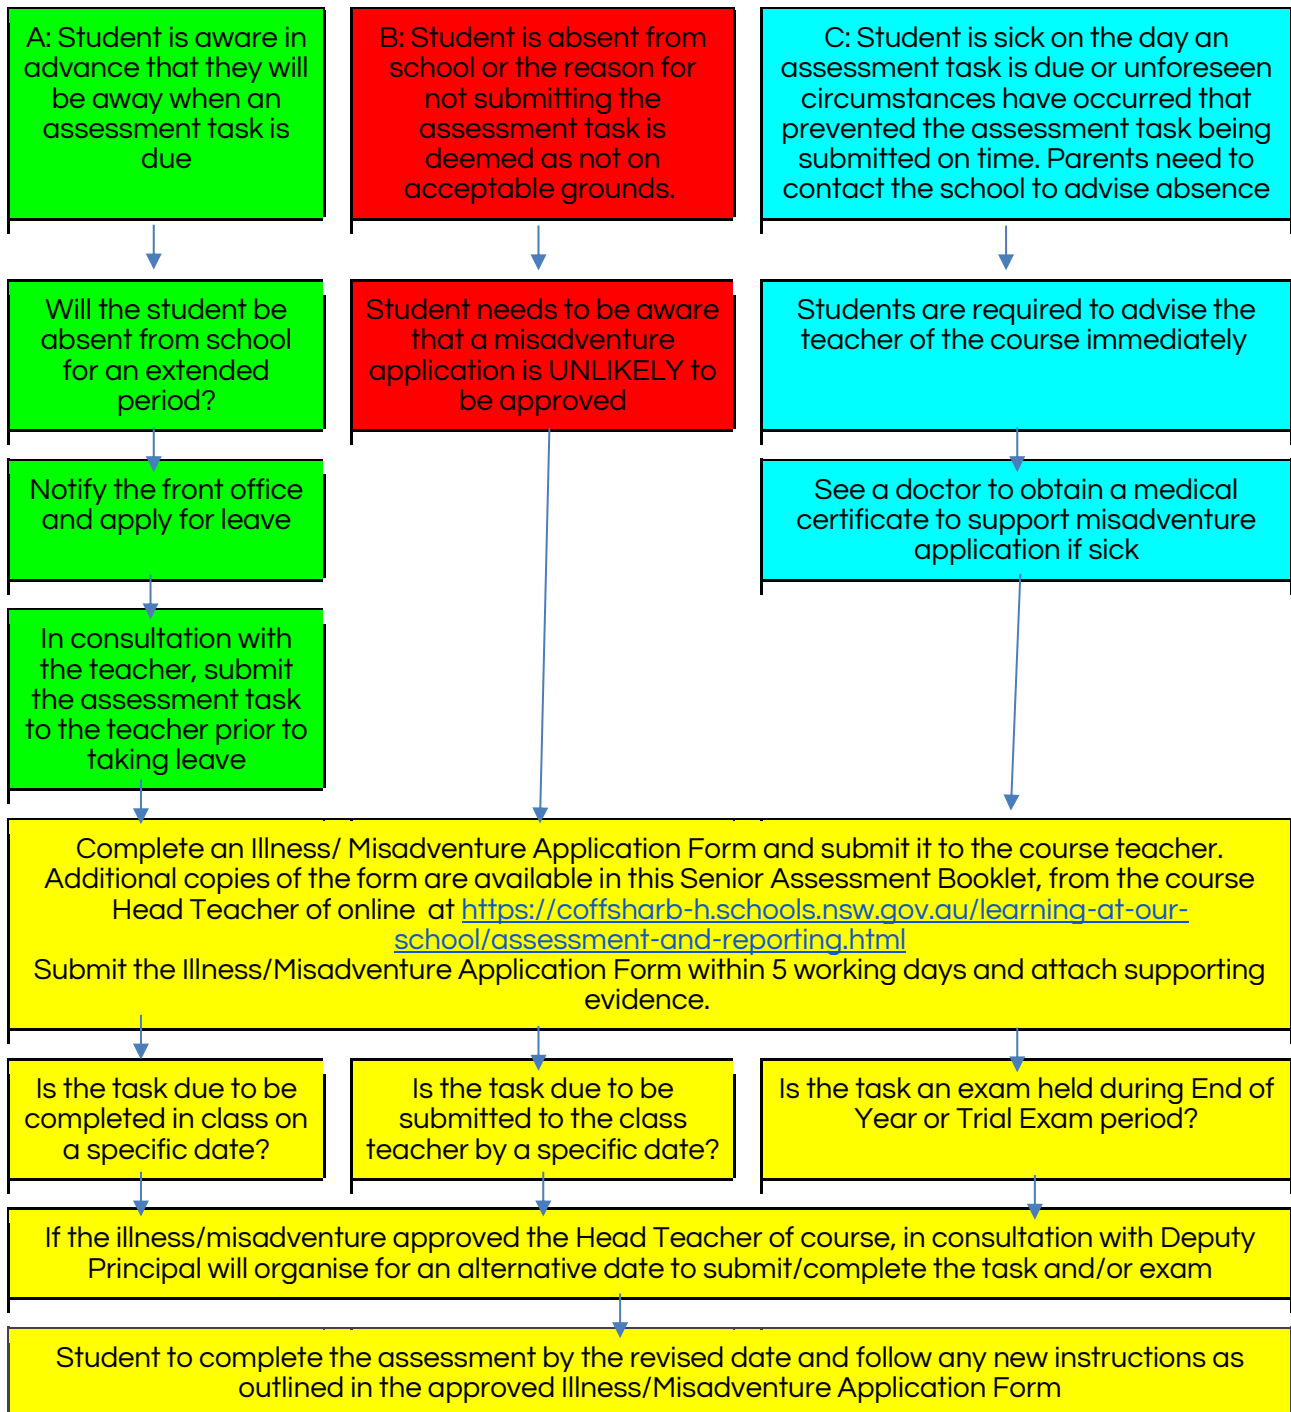 A: Student is aware in
advance that they will
be away when an
assessment task is
due
B: Student is absent from
school or the reason for
not submitting the
assessment task is
deemed as not on
acceptable grounds.
C: Student is sick on the day an
assessment task is due or unforeseen
circumstances have occurred that
prevented the assessment task being
submitted on time. Parents need to
contact the school to advise absence
Will the student be
absent from school
for an extended
period?
Student needs to be aware
that a misadventure
application is UNLIKELY to
be approved
Students are required to advise the
teacher of the course immediately
Notify the front office
and apply for leave
See a doctor to obtain a medical
certificate to support misadventure
application if sick
In consultation with
the teacher, submit
the assessment task
to the teacher prior to
taking leave
Complete an Illness/ Misadventure Application Form and submit it to the course teacher.
Additional copies of the form are available in this Senior Assessment Booklet, from the course
Head Teacher of online at https://coffsharb-h.schools.nsw.gov.au/learning-at-our-
school/assessment-and-reporting.html
Submit the Illness/Misadventure Application Form within 5 working days and attach supporting
evidence.
Is the task due to be
completed in class on
a specific date?
Is the task due to be
submitted to the class
teacher by a specific date?
Is the task an exam held during End of
Year or Trial Exam period?
If the illness/misadventure approved the Head Teacher of course, in consultation with Deputy
Principal will organise for an alternative date to submit/complete the task and/or exam
Student to complete the assessment by the revised date and follow any new instructions as
outlined in the approved Illness/Misadventure Application Form